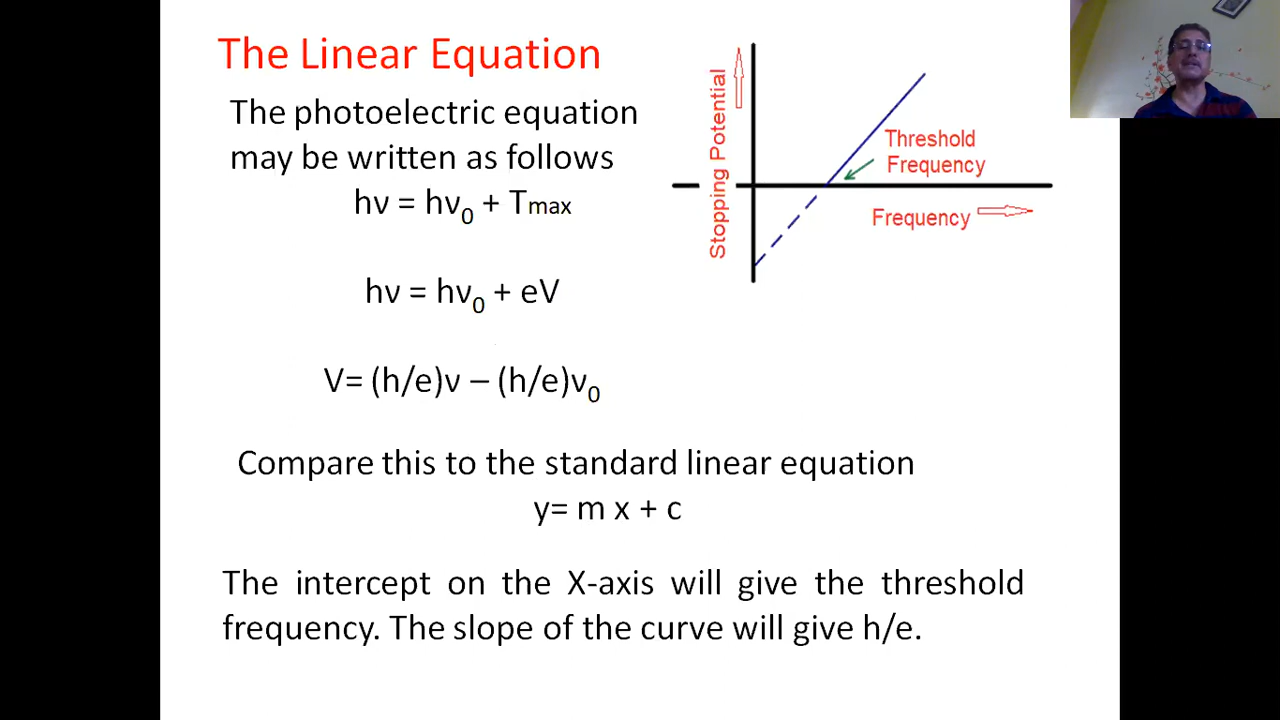 The Linear Equation
The photoelectric equation
may be written as follows
hν = hν₀ + Tmax
hν = hν₀ + eV
V= (h/e)ν – (h/e)ν₀
Compare this to the standard linear equation
y= m x + c
The intercept on the X-axis will give the threshold
frequency. The slope of the curve will give h/e.
Stopping Potential
Threshold
Frequency
Frequency